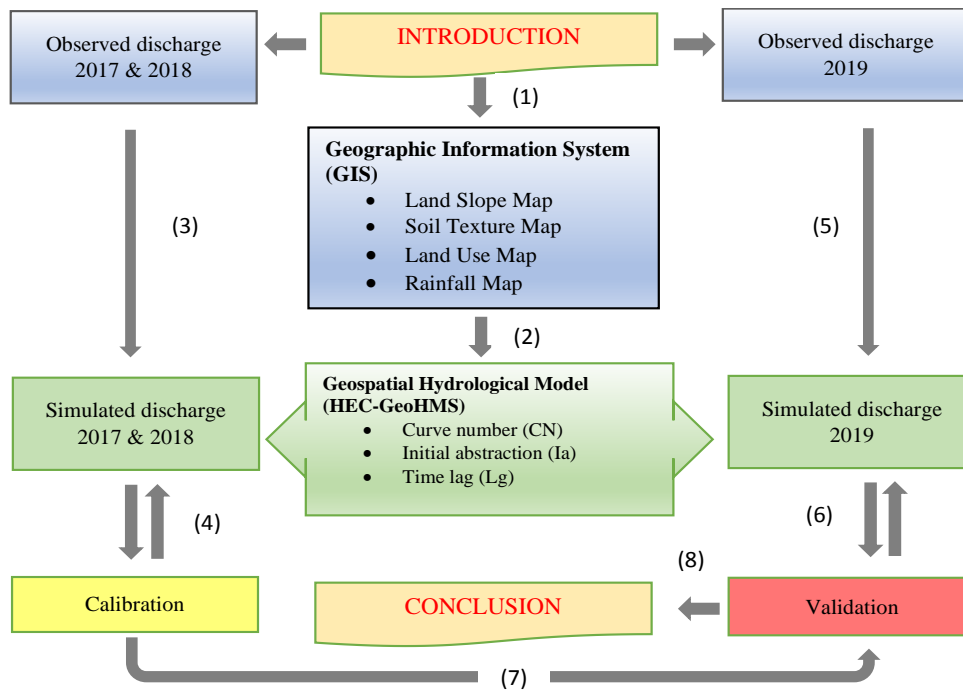 Observed discharge
2017 & 2018
INTRODUCTION
Observed discharge
2019
(1)
Geographic Information System
(GIS)
• Land Slope Map
• Soil Texture Map
• Land Use Map
• Rainfall Map
(3)
(5)
(2)
Simulated discharge
2017 & 2018
Geospatial Hydrological Model
(HEC-GeoHMS)
• Curve number (CN)
• Initial abstraction (Ia)
• Time lag (Lg)
Simulated discharge
2019
(4)
(6)
(8)
Calibration
CONCLUSION
Validation
(7)